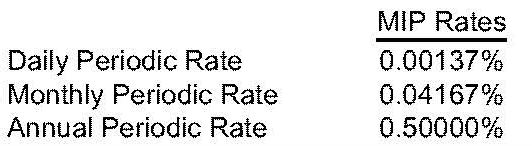 MIP Rates
Daily Periodic Rate 0.00137%
Monthly Periodic Rate 0.04167%
Annual Periodic Rate 0.50000%